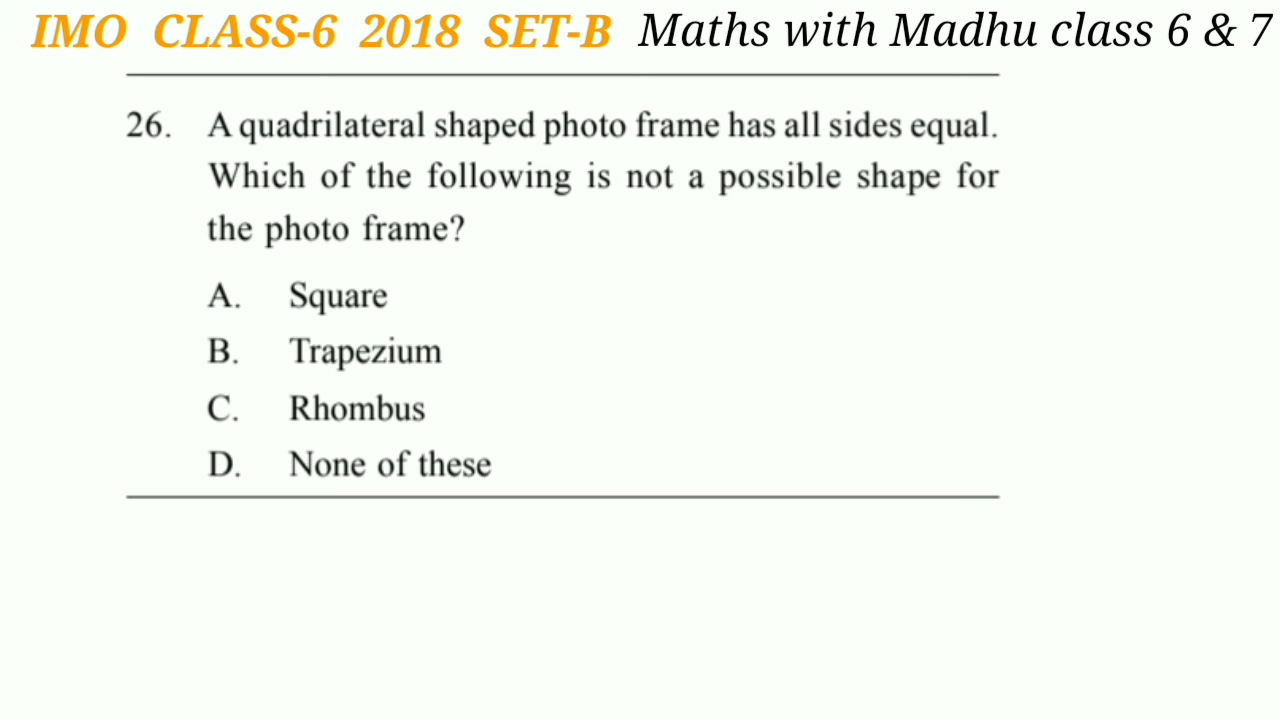 IMO CLASS-6 2018 SET-B Maths with Madhu class 6 & 7
26. A quadrilateral shaped photo frame has all sides equal.
Which of the following is not a possible shape for
the photo frame?
A. Square
B. Trapezium
C. Rhombus
D. None of these